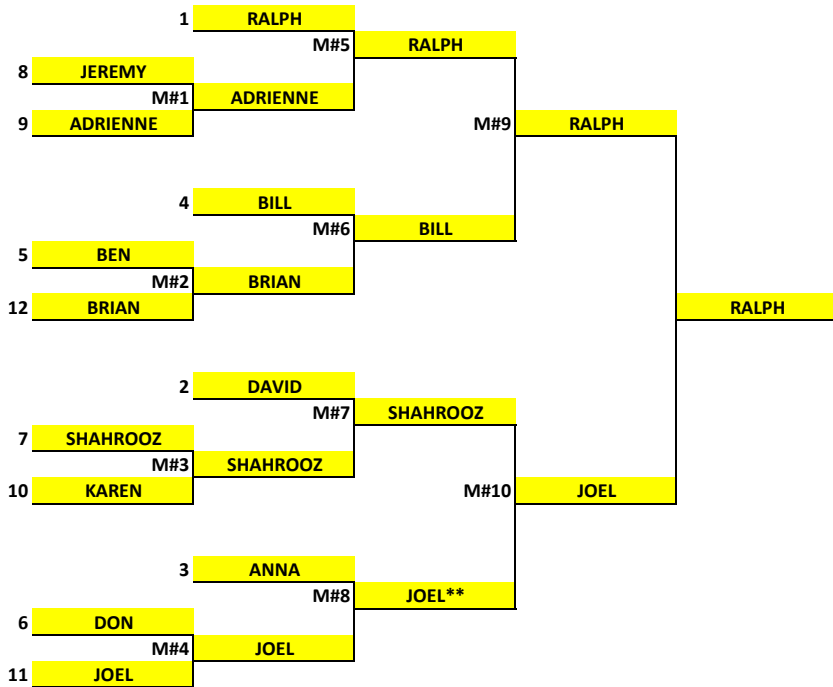 1 RALPH
M#5 RALPH
8 JEREMY
M#1 ADRIENNE
9 ADRIENNE
M#9 RALPH
4 BILL
M#6 BILL
5 BEN
M#2 BRIAN
12 BRIAN
RALPH
2 DAVID
M#7 SHAHROOZ
7 SHAHROOZ
M#3 SHAHROOZ
10 KAREN
M#10 JOEL
3 ANNA
M#8 JOEL**
6 DON
M#4 JOEL
11 JOEL